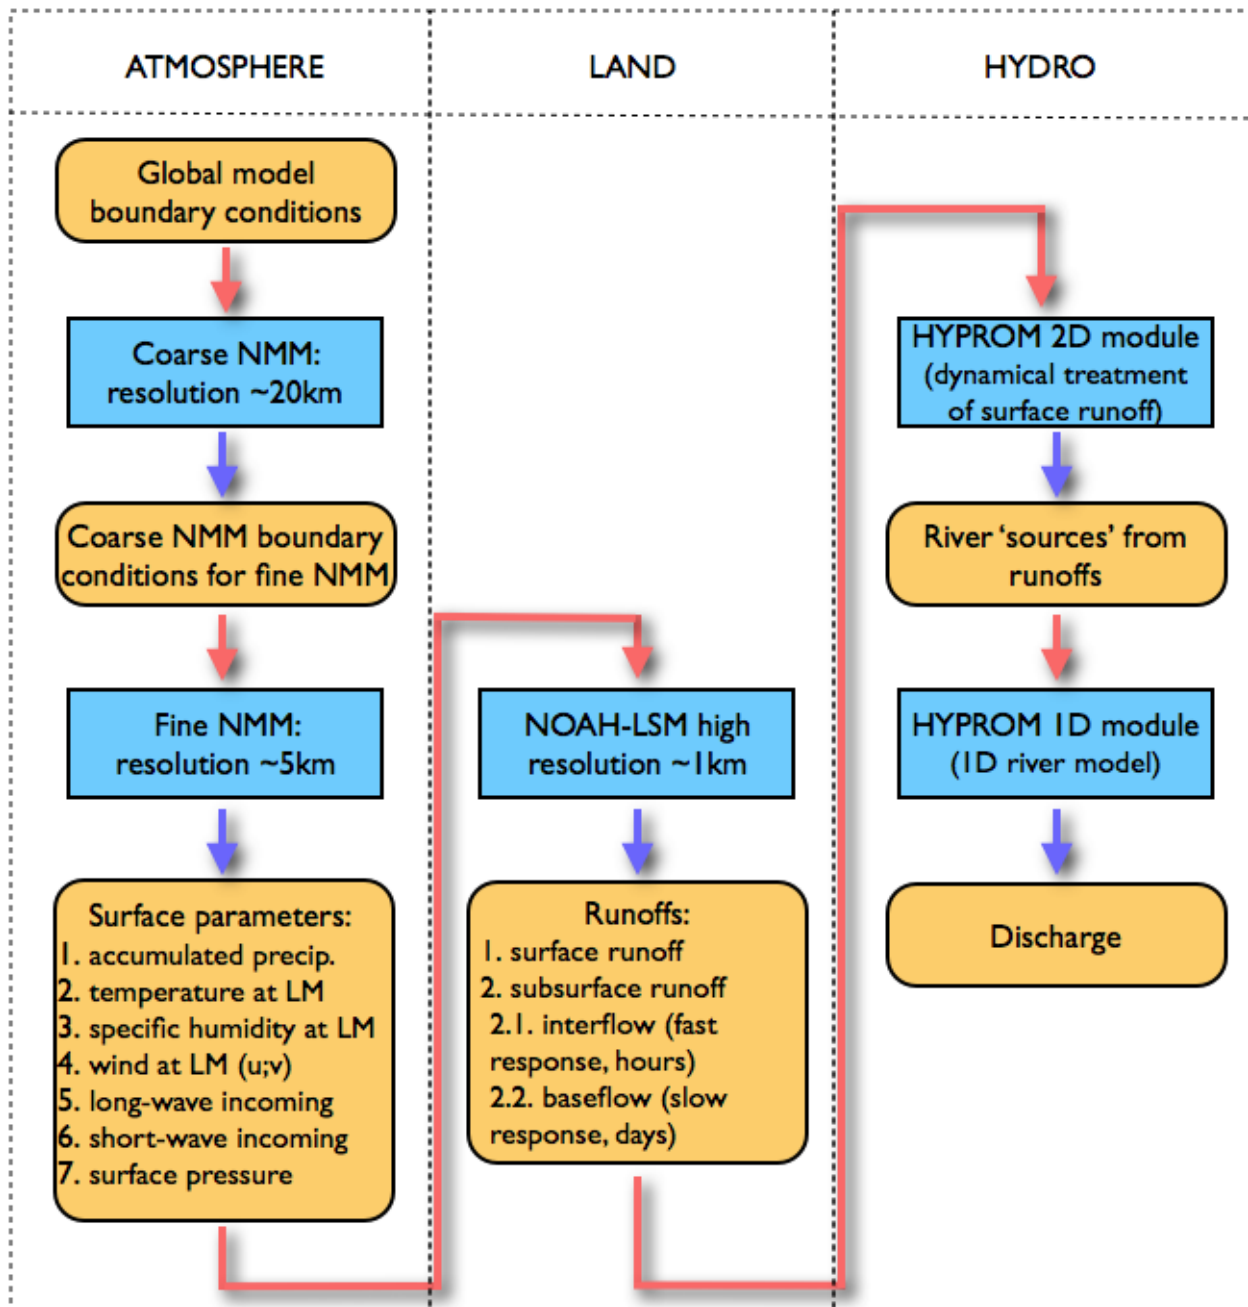 ATMOSPHERE
LAND
HYDRO
Global model
boundary conditions
Coarse NMM:
resolution ~20km
Coarse NMM boundary
conditions for fine NMM
Fine NMM:
resolution ~5km
Surface parameters:
1. accumulated precip.
2. temperature at LM
3. specific humidity at LM
4. wind at LM (u;v)
5. long-wave incoming
6. short-wave incoming
7. surface pressure
NOAH-LSM high
resolution ~1km
Runoffs:
1. surface runoff
2. subsurface runoff
2.1. interflow (fast
response, hours)
2.2. baseflow (slow
response, days)
HYPROM 2D module
(dynamical treatment
of surface runoff)
River ‘sources’ from
runoffs
HYPROM 1D module
(1D river model)
Discharge